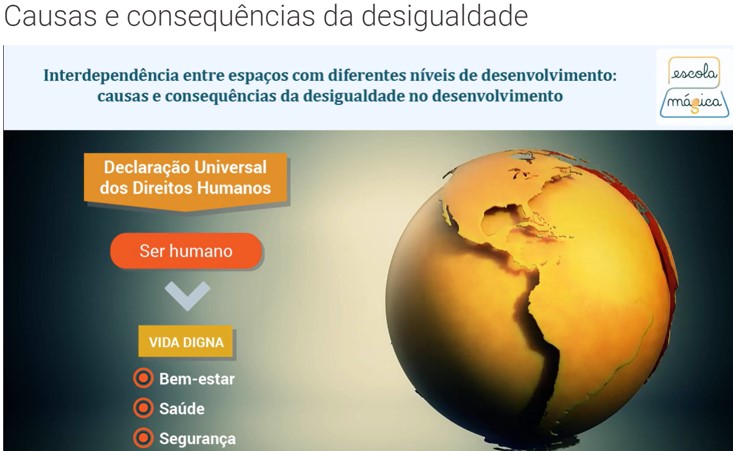 Causas e consequências da desigualdade
Interdependência entre espaços com diferentes níveis de desenvolvimento:
causas e consequências da desigualdade no desenvolvimento
escola
mágica
Declaração Universal
dos Direitos Humanos
Ser humano
VIDA DIGNA
Bem-estar
Saúde
Segurança